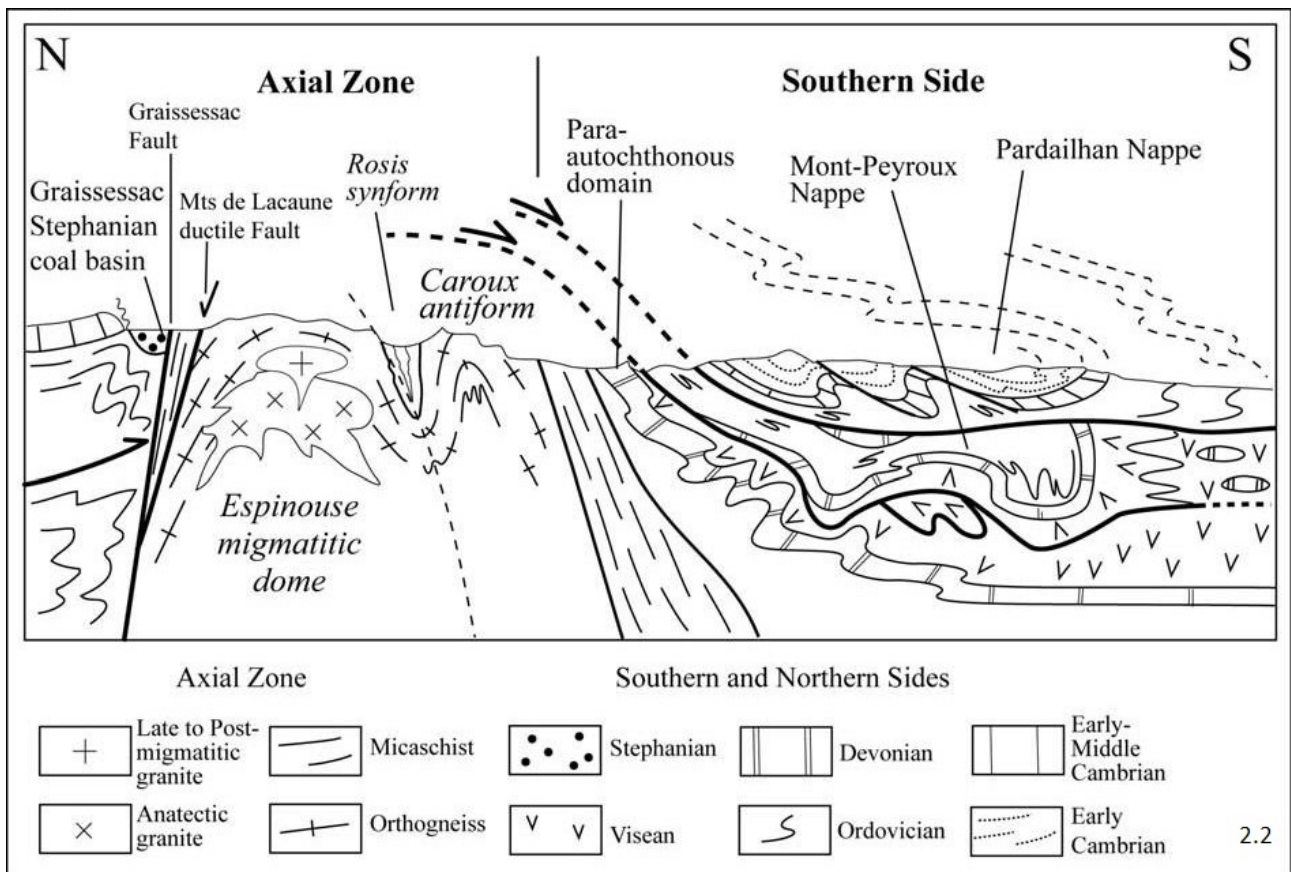 N
S
Axial Zone
Southern Side
Graissessac
Fault
Graissessac
Stephanian
coal basin
Mts de Lacaune
ductile Fault
Rosis
synform
Para-
autochthonous
domain
Mont-Peyroux
Nappe
Pardailhan Nappe
Caroux
antiform
Espinouse
migmatitic
dome
Axial Zone
Southern and Northern Sides
Late to Post-
migmatitic
granite
Micaschist
Stephanian
Devonian
Early-
Middle
Cambrian
Anatectic
granite
Orthogneiss
Visean
Ordovician
Early
Cambrian
2.2